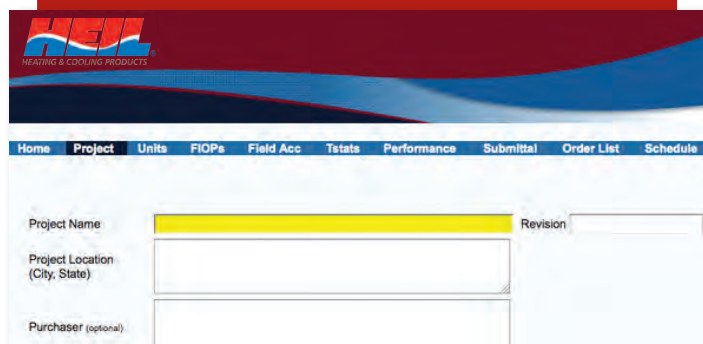 HEIL
HEATING & COOLING PRODUCTS
®
Home Project Units FIOPs Field Acc Tstats Performance Submittal Order List Schedule
Project Name Revision
Project Location
(City, State)
Purchaser (optional)